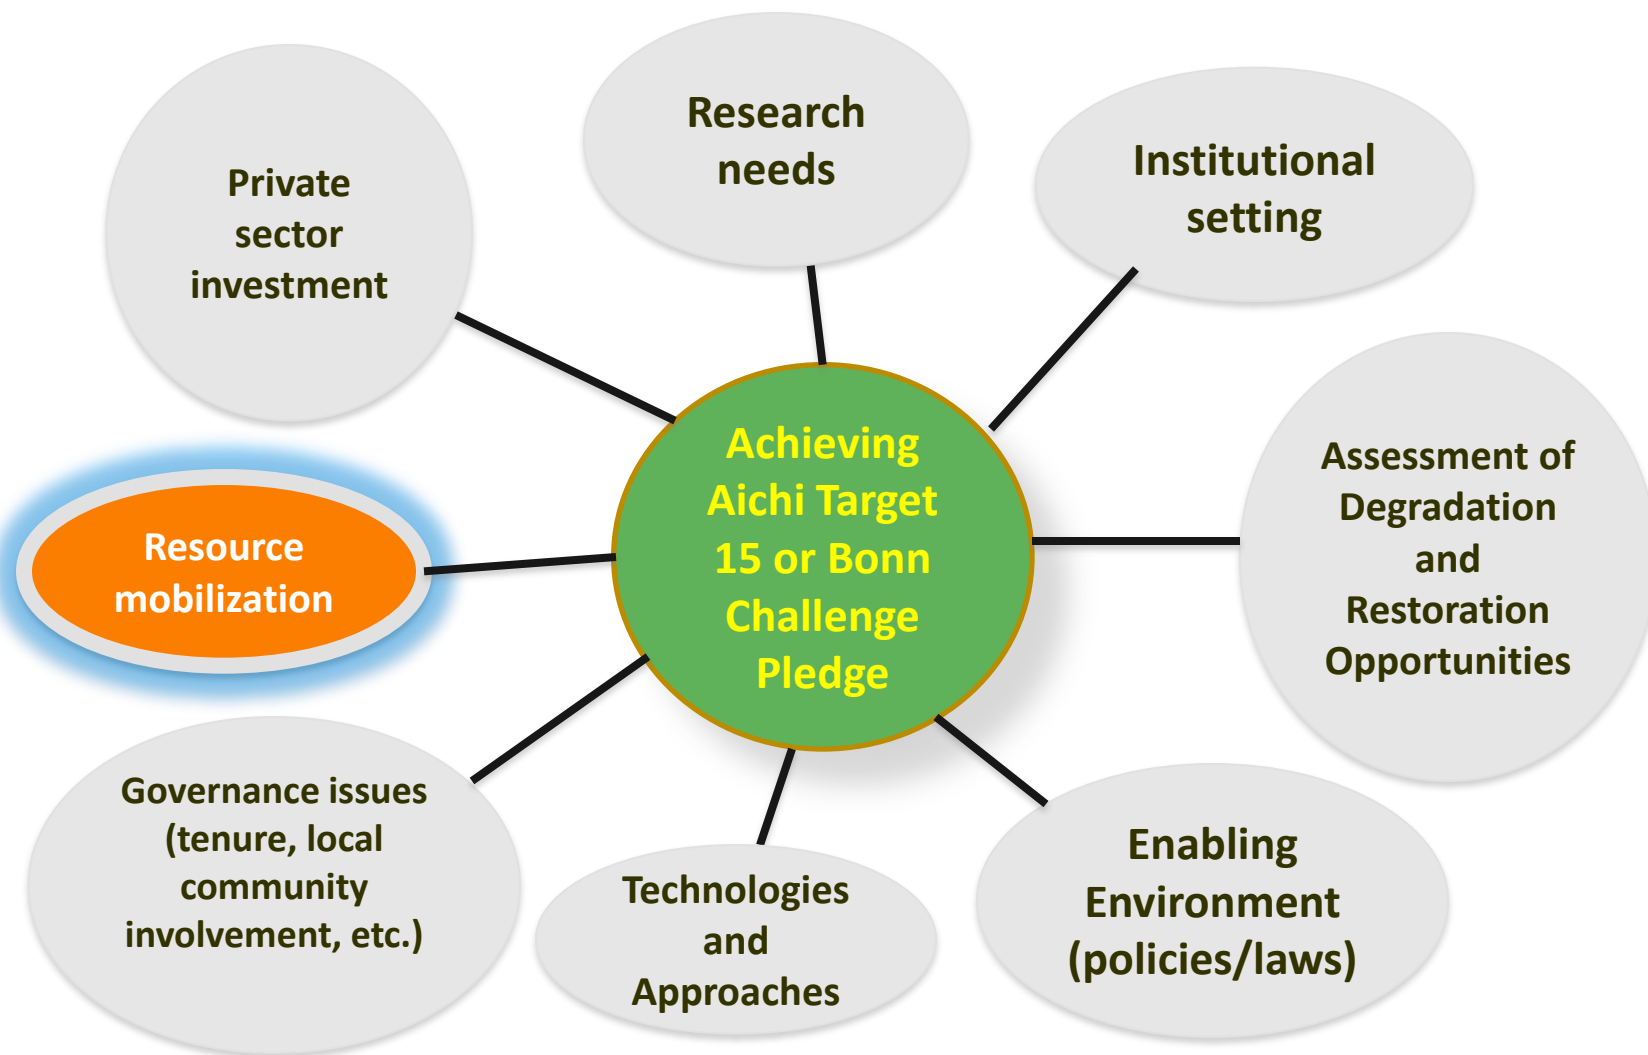 Research
needs
Institutional
setting
Private
sector
investment
Achieving
Aichi Target
15 or Bonn
Challenge
Pledge
Assessment of
Degradation
and
Restoration
Opportunities
Resource
mobilization
Governance issues
(tenure, local
community
involvement, etc.)
Technologies
and
Approaches
Enabling
Environment
(policies/laws)